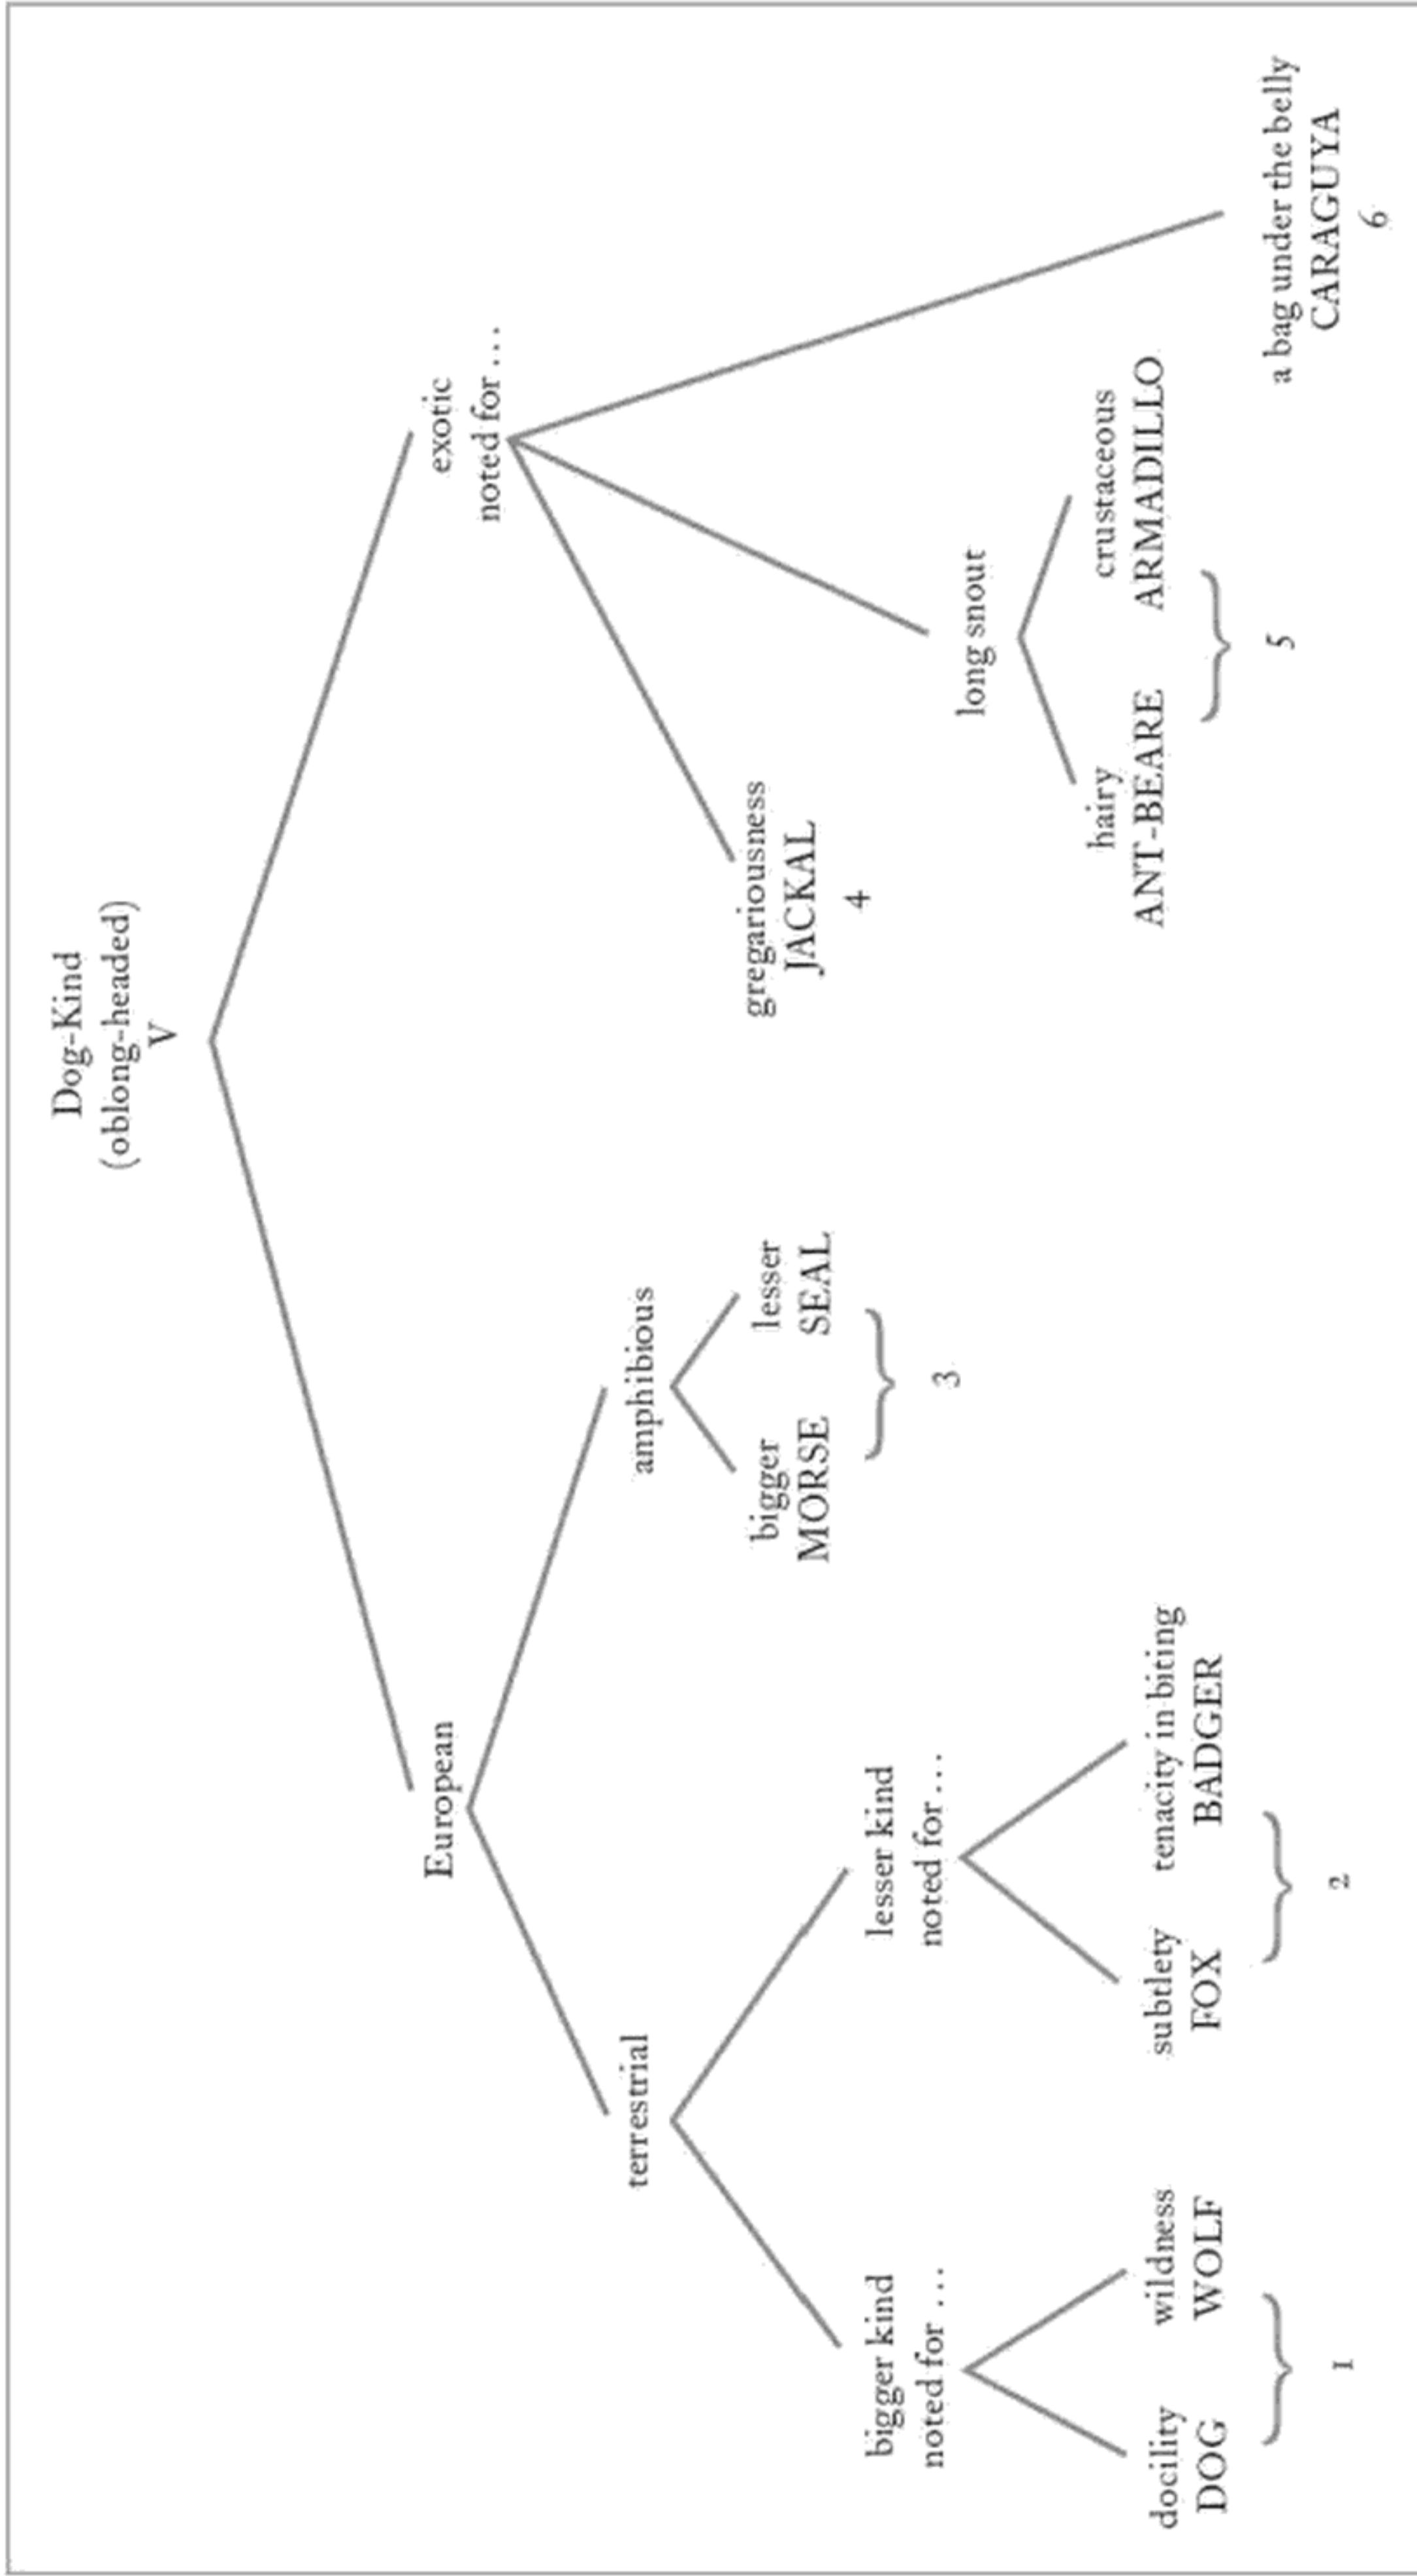 Dog-Kind
(oblong-headed)
V
European
exotic
noted for ...
terrestrial
amphibious
bigger
MORSE
lesser
SEAL
3
gregariousness
JACKAL
4
bigger kind
noted for ...
lesser kind
noted for ...
long snout
hairy
ANT-BEARE
crustaceous
ARMADILLO
5
docility
DOG
wildness
WOLF
1
subtlety
FOX
tenacity in biting
BADGER
2
a bag under the belly
CARAGUYA
6